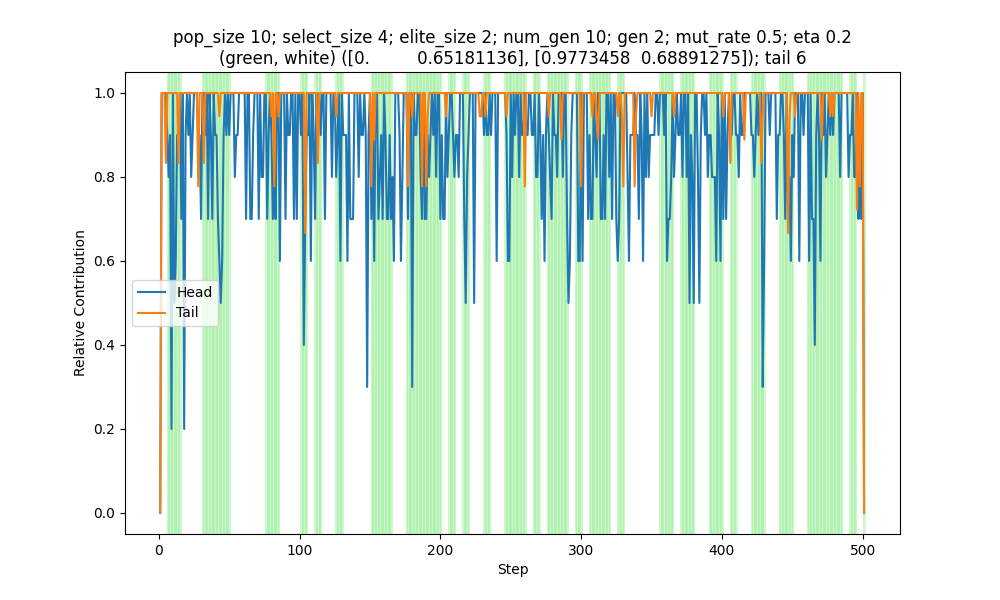 pop_size 10; select_size 4; elite_size 2; num_gen 10; gen 2; mut_rate 0.5; eta 0.2
(green, white) ([0. 0.65181136], [0.9773458 0.68891275]); tail 6
1.0
0.8
0.6
0.4
0.2
0.0
Relative Contribution
Head
Tail
0 100 200 300 400 500
Step